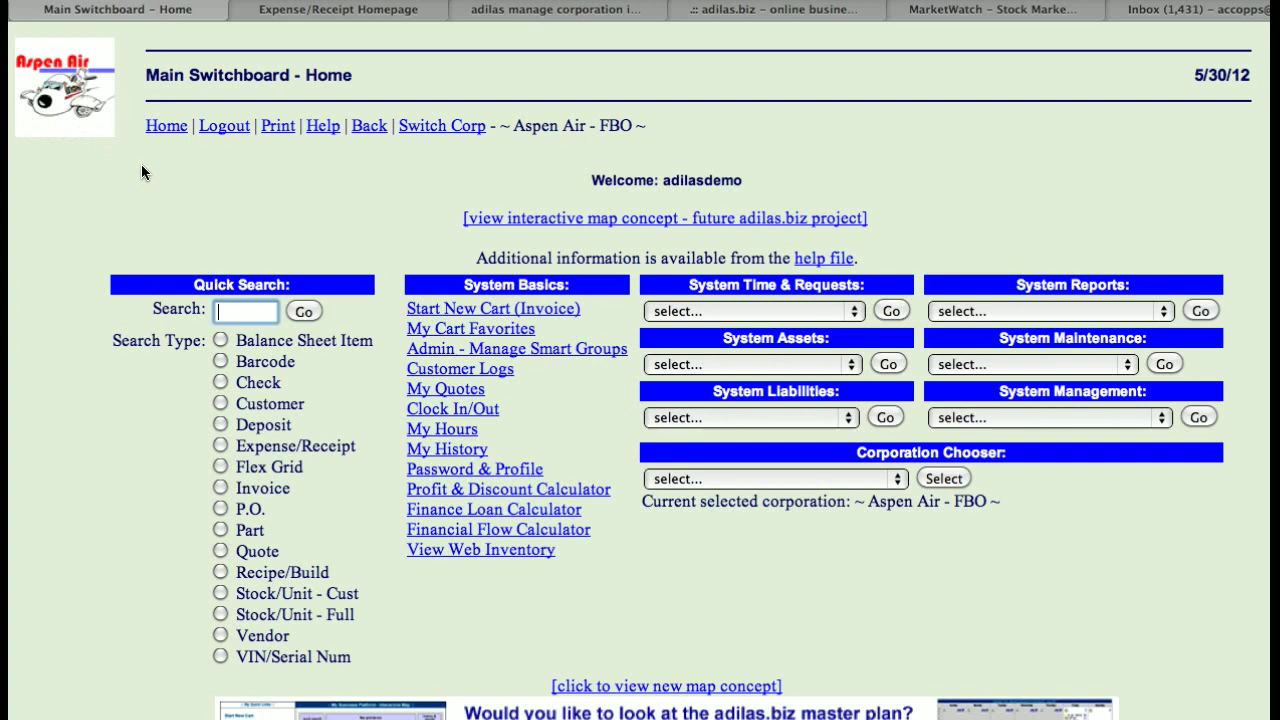 Main Switchboard - Home
Expense/Receipt Homepage
adilas manage corporation i...
.:: adilas.biz - online busine...
MarketWatch - Stock Marke...
Inbox (1,431) - accopps@
Aspen Air
Main Switchboard - Home
5/30/12
Home | Logout | Print | Help | Back | Switch Corp - ~ Aspen Air - FBO ~
Welcome: adilasdemo
[view interactive map concept - future adilas.biz project]
Additional information is available from the help file.
Quick Search:
Search:
Go
Search Type:
Balance Sheet Item
Barcode
Check
Customer
Deposit
Expense/Receipt
Flex Grid
Invoice
P.O.
Part
Quote
Recipe/Build
Stock/Unit - Cust
Stock/Unit - Full
Vendor
VIN/Serial Num
System Basics:
Start New Cart (Invoice)
My Cart Favorites
Admin - Manage Smart Groups
Customer Logs
My Quotes
Clock In/Out
My Hours
My History
Password & Profile
Profit & Discount Calculator
Finance Loan Calculator
Financial Flow Calculator
View Web Inventory
System Time & Requests:
select...
Go
System Reports:
select...
Go
System Assets:
select...
Go
System Maintenance:
select...
Go
System Liabilities:
select...
Go
System Management:
select...
Go
Corporation Chooser:
select...
Select
Current selected corporation: ~ Aspen Air - FBO ~
[click to view new map concept]
Would you like to look at the adilas.biz master plan?